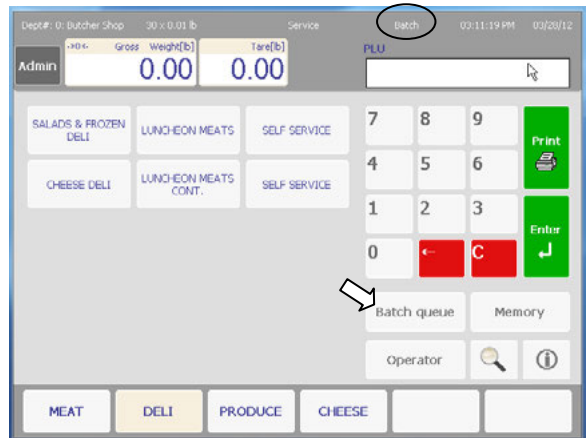 Dept#: 0: Butcher Shop 30 x 0.01 lb Service Batch 03:11:19 PM 03/20/12
Admin
→0← Gross Weight[lb] Tare[lb] PLU
0.00 0.00
SALADS & FROZEN DELI LUNCHEON MEATS SELF SERVICE
CHEESE DELI LUNCHEON MEATS CONT. SELF SERVICE
7 8 9 Print
4 5 6
1 2 3 Enter
0 ← C ↵
Batch queue Memory
Operator
MEAT DELI PRODUCE CHEESE